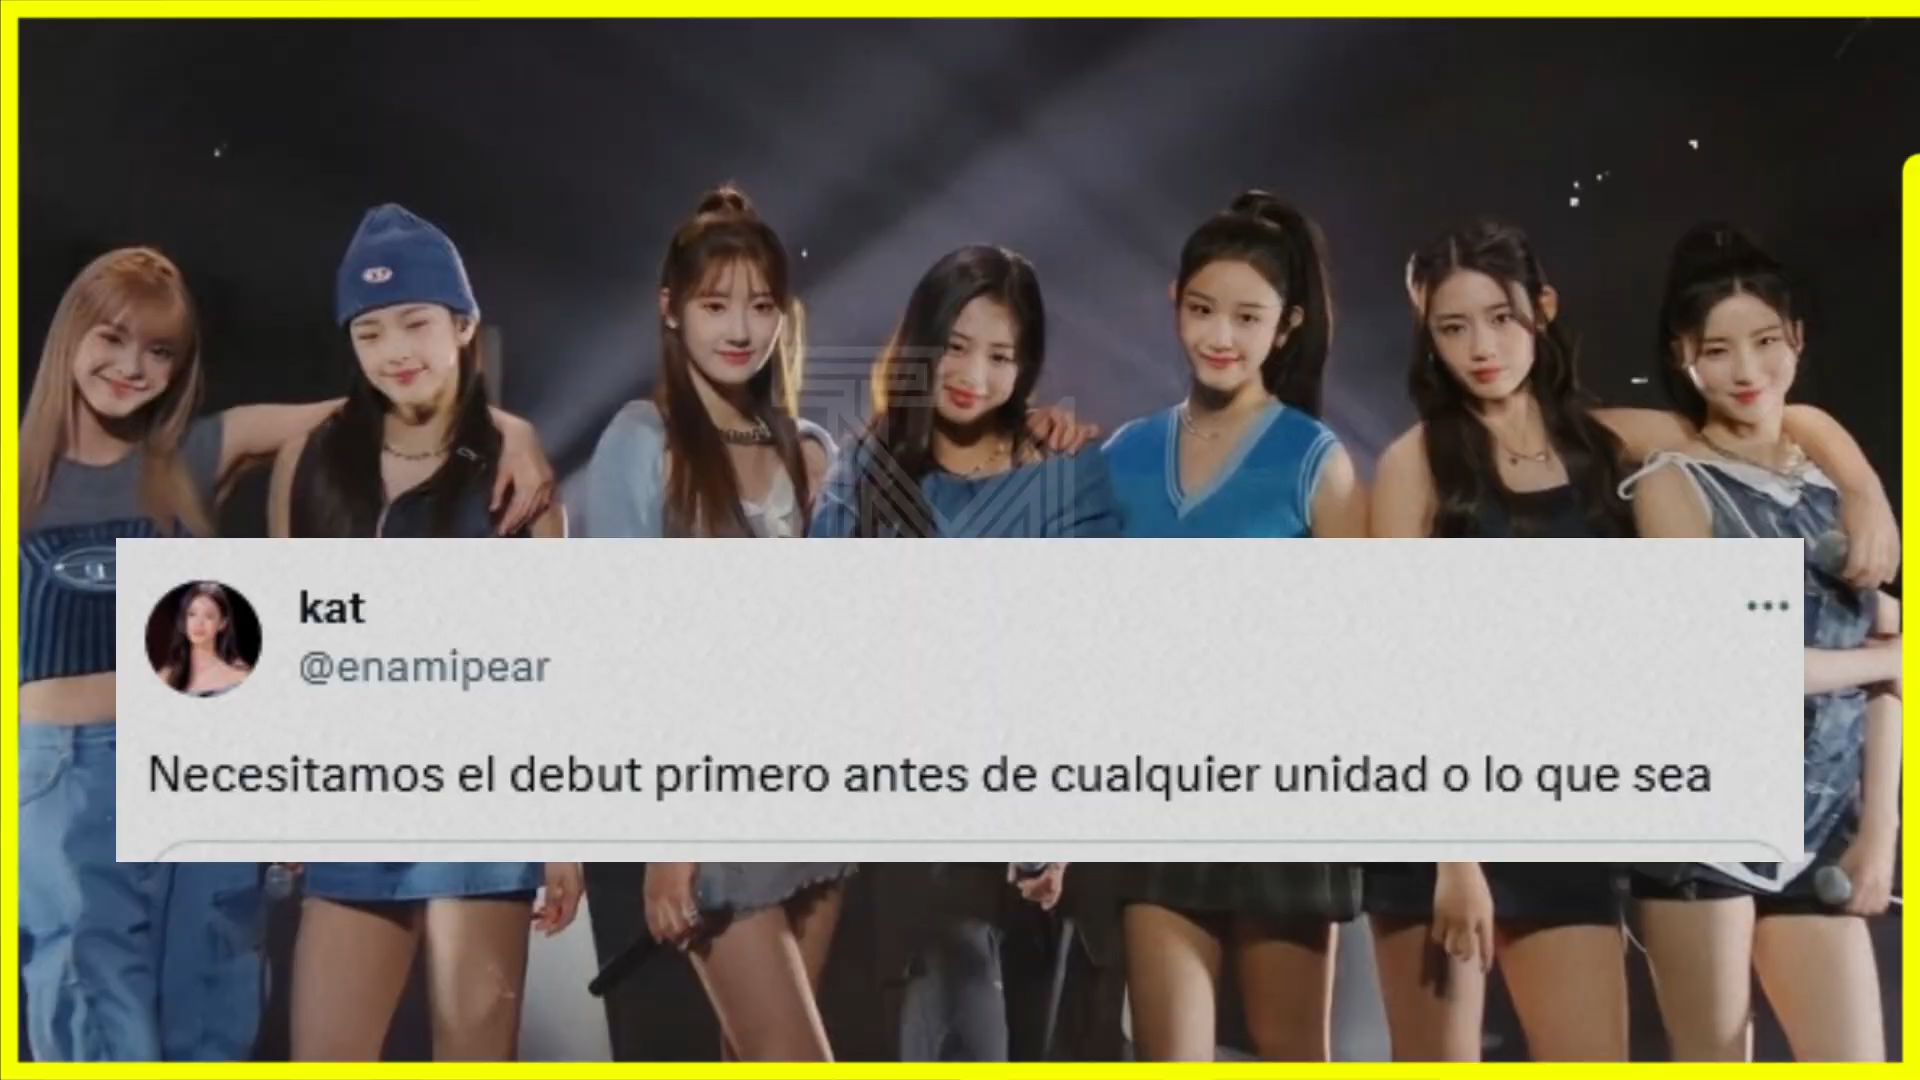 kat
@enamipear
Necesitamos el debut primero antes de cualquier unidad o lo que sea